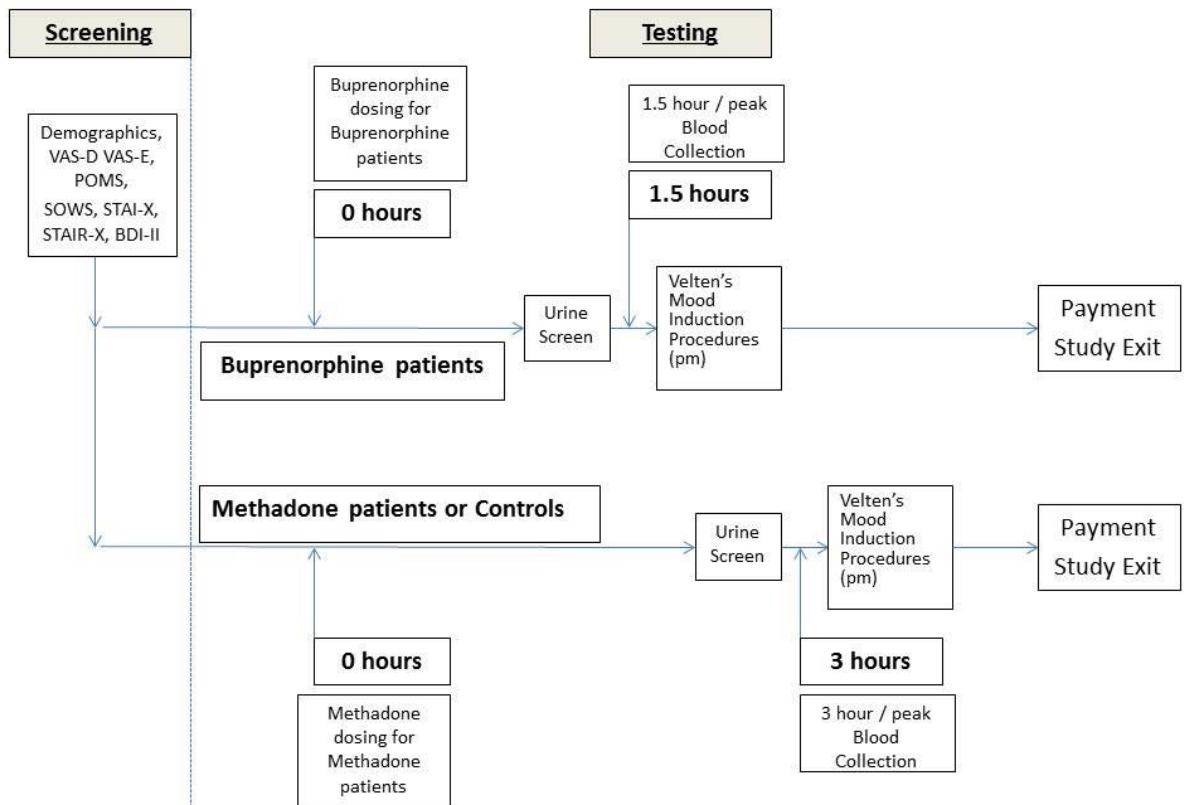 Screening
Testing
Demographics,
VAS-D VAS-E,
POMS,
SOWS, STAI-X,
STAIR-X, BDI-II
Buprenorphine
dosing for
Buprenorphine
patients
0 hours
1.5 hour / peak
Blood
Collection
1.5 hours
Urine
Screen
Velten's
Mood
Induction
Procedures
(pm)
Payment
Study Exit
Buprenorphine patients
Methadone patients or Controls
Urine
Screen
Velten's
Mood
Induction
Procedures
(pm)
Payment
Study Exit
0 hours
Methadone
dosing for
Methadone
patients
3 hours
3 hour / peak
Blood
Collection